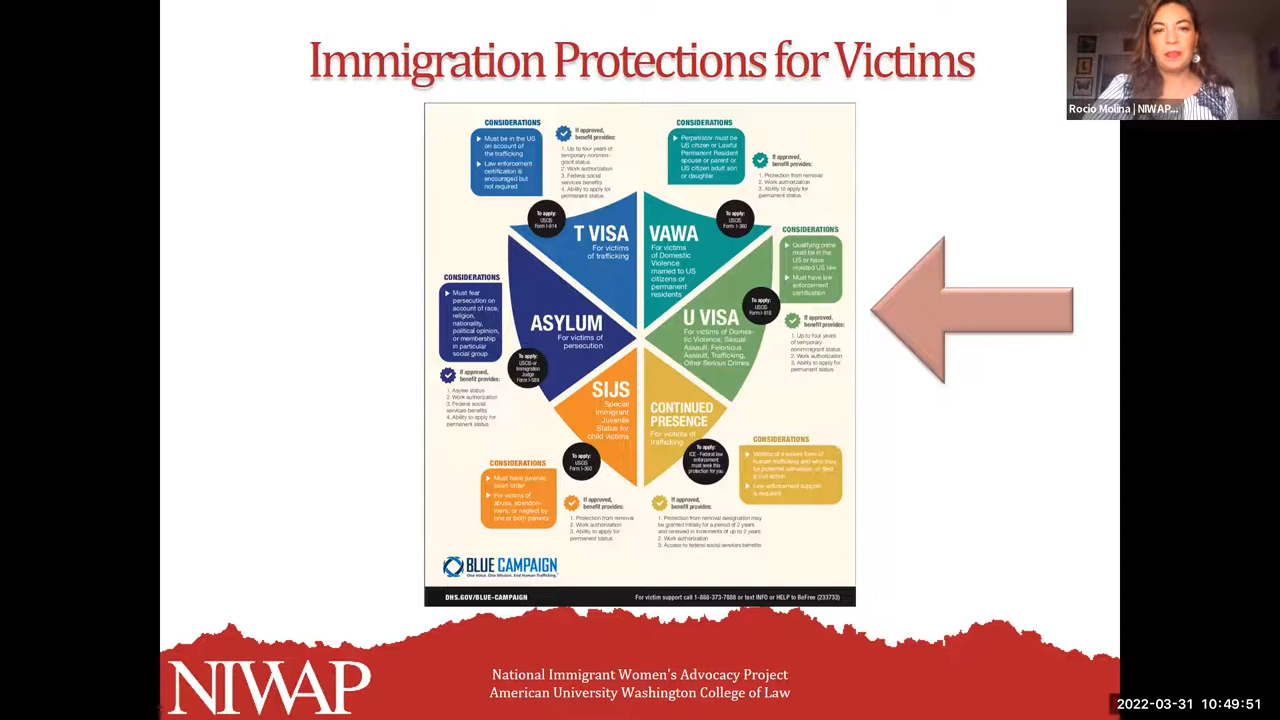 Immigration Protections for Victims
Rocio Molina | NIWAP...
CONSIDERATIONS
Must be in the US
on account of
the trafficking
Law enforcement
certification is
encouraged but
not required
If approved,
benefit provides:
1. Up to four years of
temporary nonimmi-
grant status
2. Work authorization
3. Federal social
services benefits
4. Ability to apply for
permanent status
To apply:
USCIS
Form I-914
T VISA
For victims
of trafficking
CONSIDERATIONS
Perpetrator must be
US citizen or Lawful
Permanent Resident
spouse or parent or
US citizen adult son
or daughter
If approved,
benefit provides:
1. Protection from removal
2. Work authorization
3. Ability to apply for
permanent status
To apply:
USCIS
Form I-360
VAWA
For victims
of Domestic
Violence
married to US
citizens or
permanent
residents
CONSIDERATIONS
Qualifying crime
must be in the
US or have
violated US law
Must have law
enforcement
certification
If approved,
benefit provides:
1. Up to four years
of temporary
nonimmigrant status
2. Work authorization
3. Ability to apply for
permanent status
To apply:
USCIS
Form I-918
U VISA
For victims of Domes-
tic Violence, Sexual
Assault, Felonious
Assault, Trafficking,
Other Serious Crimes
CONSIDERATIONS
Must fear
persecution on
account of race,
religion,
nationality,
political opinion,
or membership
in particular
social group
If approved,
benefit provides:
1. Asylee status
2. Work authorization
3. Federal social
services benefits
4. Ability to apply for
permanent status
To apply:
USCIS or
Immigration
Judge
Form I-589
ASYLUM
For victims of
persecution
SIJS
Special
Immigrant
Juvenile
Status for
child victims
To apply:
USCIS
Form I-360
CONSIDERATIONS
Must have juvenile
court order
For victims of
abuse, abandon-
ment, or neglect by
one or both parents
If approved,
benefit provides:
1. Protection from removal
2. Work authorization
3. Ability to apply for
permanent status
CONTINUED
PRESENCE
For victims of
trafficking
To apply:
ICE - Federal law
enforcement
must seek this
protection for you
CONSIDERATIONS
Victims of a severe form of
human trafficking and who may
be potential witnesses, or filed
a civil action
Law enforcement support
is required
If approved,
benefit provides:
1. Protection from removal designation may
be granted initially for a period of 2 years
and renewed in increments of up to 2 years
2. Work authorization
3. Access to federal social services benefits
BLUE CAMPAIGN
One Voice. One Mission. End Human Trafficking.
DHS.GOV/BLUE-CAMPAIGN
For victim support call 1-888-373-7888 or text INFO or HELP to BeFree (233733)
NIWAP
National Immigrant Women's Advocacy Project
American University Washington College of Law
2022-03-31 10:49:51